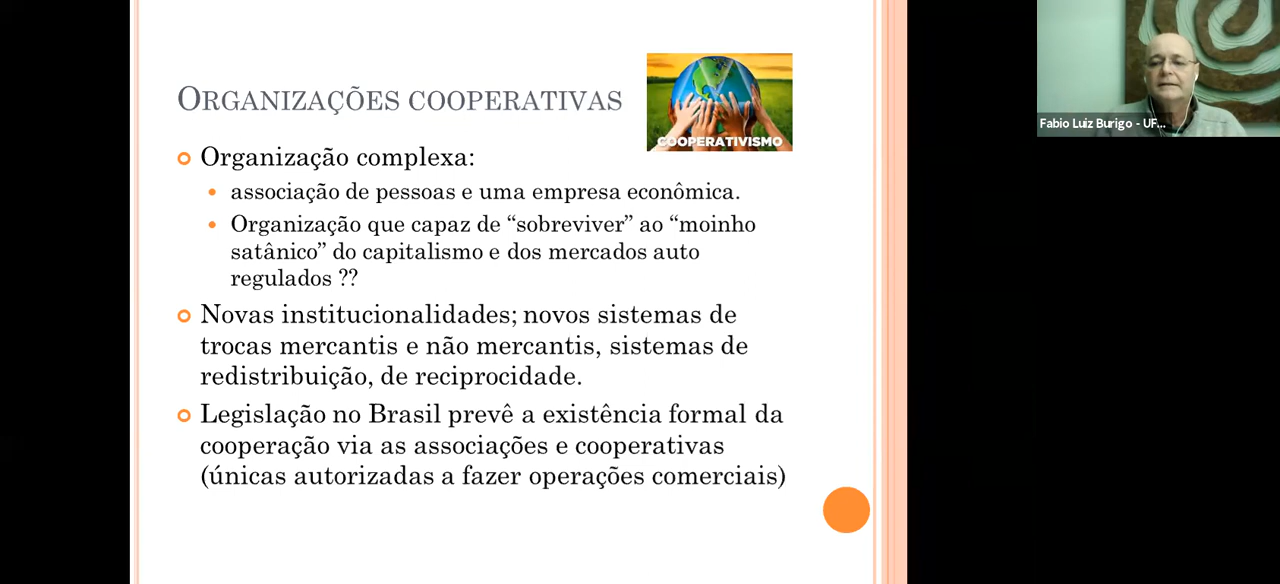 ORGANIZAÇÕES COOPERATIVAS
COOPERATIVISMO
Organização complexa:
associação de pessoas e uma empresa econômica.
Organização que capaz de “sobreviver” ao “moinho
satânico” do capitalismo e dos mercados auto
regulados ??
Novas institucionalidades; novos sistemas de
trocas mercantis e não mercantis, sistemas de
redistribuição, de reciprocidade.
Legislação no Brasil prevê a existência formal da
cooperação via as associações e cooperativas
(únicas autorizadas a fazer operações comerciais)
Fabio Luiz Burigo - UF...